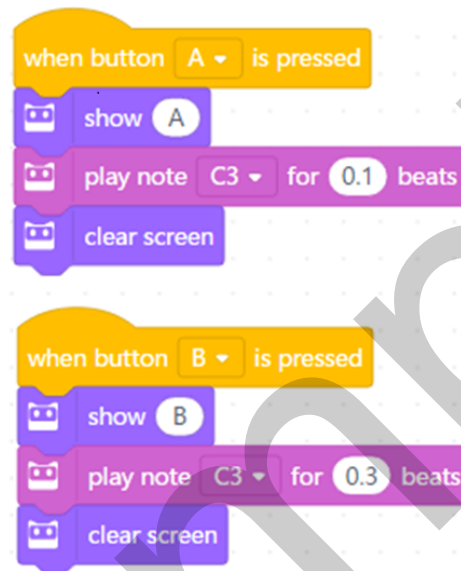 when button A is pressed
show A
play note C3 for 0.1 beats
clear screen
when button B is pressed
show B
play note C3 for 0.3 beats
clear screen